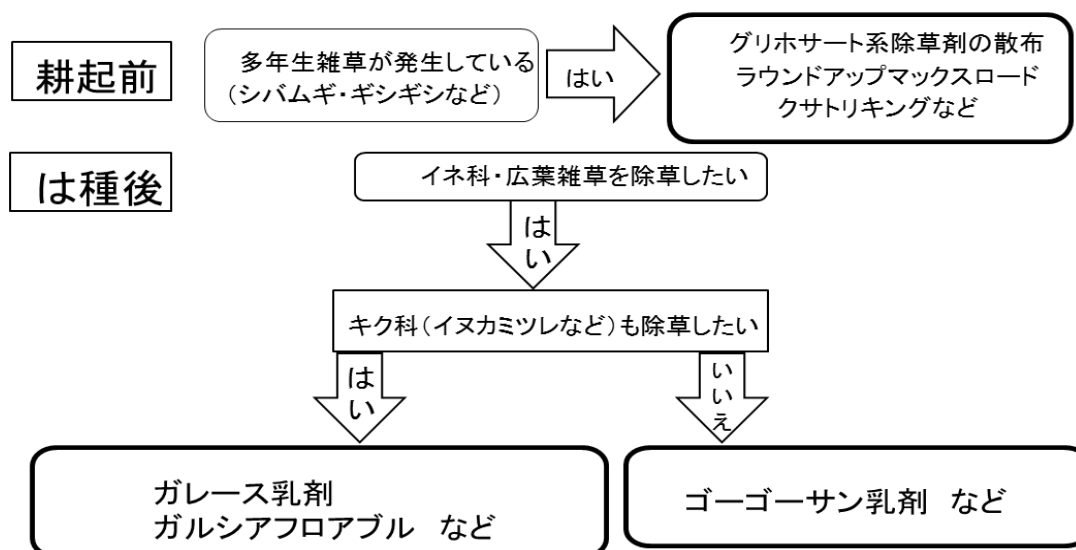 耕起前
多年生雑草が発生している
（シバムギ・ギシギシなど）
はい
グリホサート系除草剤の散布
ラウンドアップマックスロード
クサトリキングなど
は種後
イネ科・広葉雑草を除草したい
はい
キク科（イヌカミツレなど）も除草したい
はい
いいえ
ガレース乳剤
ガルシアフロアブル　など
ゴーゴーサン乳剤　など